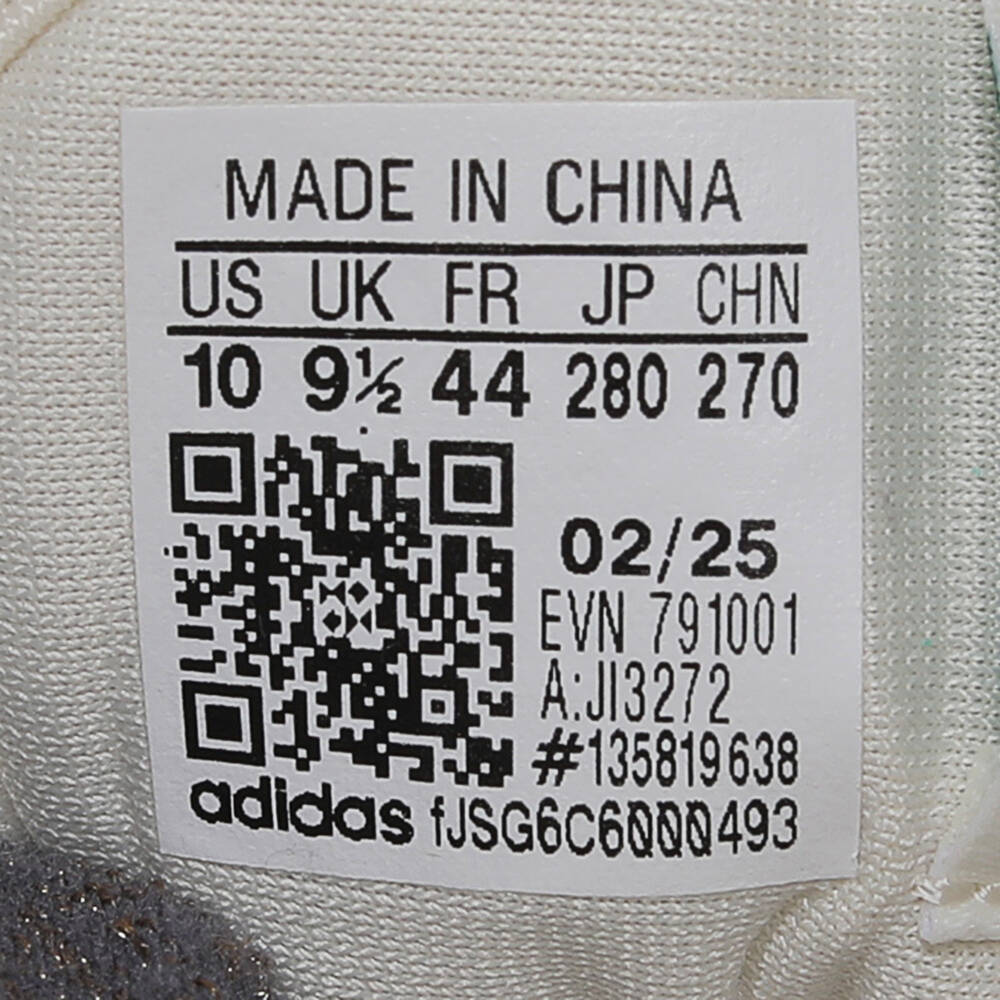 MADE IN CHINA
US UK FR JP CHN
10 9½ 44 280 270
02/25
EVN 791001
A:JI3272
#135819638
adidas fJSG6C6000493